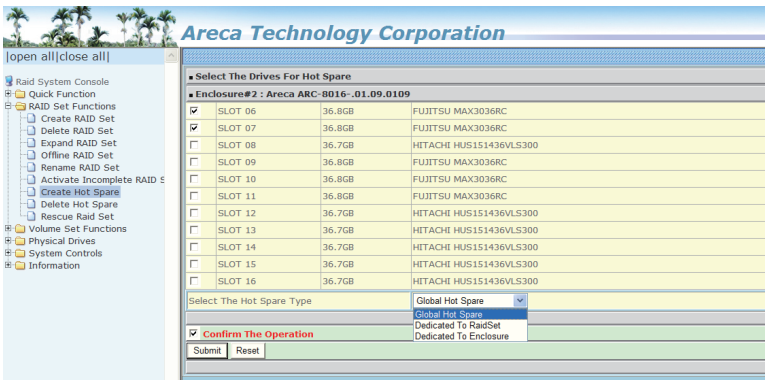 Areca Technology Corporation
|open all|close all|
Raid System Console
Quick Function
RAID Set Functions
Create RAID Set
Delete RAID Set
Expand RAID Set
Offline RAID Set
Rename RAID Set
Activate Incomplete RAID S
Create Hot Spare
Delete Hot Spare
Rescue Raid Set
Volume Set Functions
Physical Drives
System Controls
Information
Select The Drives For Hot Spare
Enclosure#2 : Areca ARC-8016-.01.09.0109
SLOT 06 36.8GB FUJITSU MAX3036RC
SLOT 07 36.8GB FUJITSU MAX3036RC
SLOT 08 36.7GB HITACHI HUS151436VLS300
SLOT 09 36.8GB FUJITSU MAX3036RC
SLOT 10 36.8GB FUJITSU MAX3036RC
SLOT 11 36.8GB FUJITSU MAX3036RC
SLOT 12 36.7GB HITACHI HUS151436VLS300
SLOT 13 36.7GB HITACHI HUS151436VLS300
SLOT 14 36.7GB HITACHI HUS151436VLS300
SLOT 15 36.7GB HITACHI HUS151436VLS300
SLOT 16 36.7GB HITACHI HUS151436VLS300
Select The Hot Spare Type Global Hot Spare
Global Hot Spare
Dedicated To RaidSet
Dedicated To Enclosure
Confirm The Operation
Submit Reset